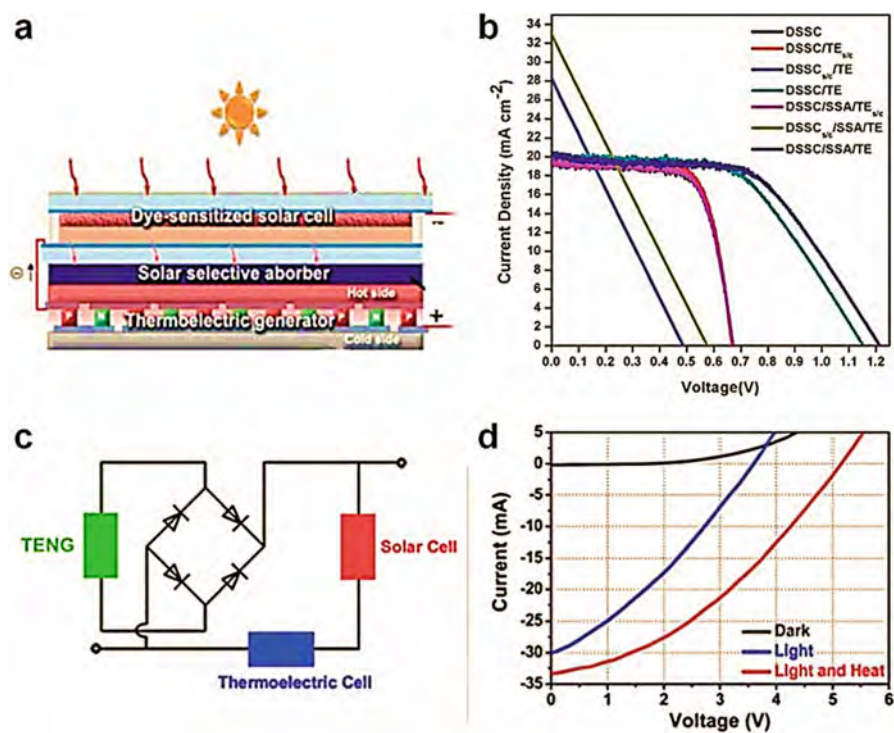 a
Dye-sensitized solar cell
Solar selective aborber
Hot side
P
N
P
N
P
Thermoelectric generator
+
Cold side
b
Current Density (mA cm⁻²)
34
32
30
28
26
24
22
20
18
16
14
12
10
8
6
4
2
0
0.0 0.1 0.2 0.3 0.4 0.5 0.6 0.7 0.8 0.9 1.0 1.1 1.2
Voltage(V)
DSSC
DSSC/TEs/c
DSSCs/c/TE
DSSC/TE
DSSC/SSA/TEs/c
DSSCs/c/SSA/TE
DSSC/SSA/TE
c
TENG
Solar Cell
Thermoelectric Cell
d
Current (mA)
5
0
-5
-10
-15
-20
-25
-30
-35
0 1 2 3 4 5 6
Voltage (V)
Dark
Light
Light and Heat